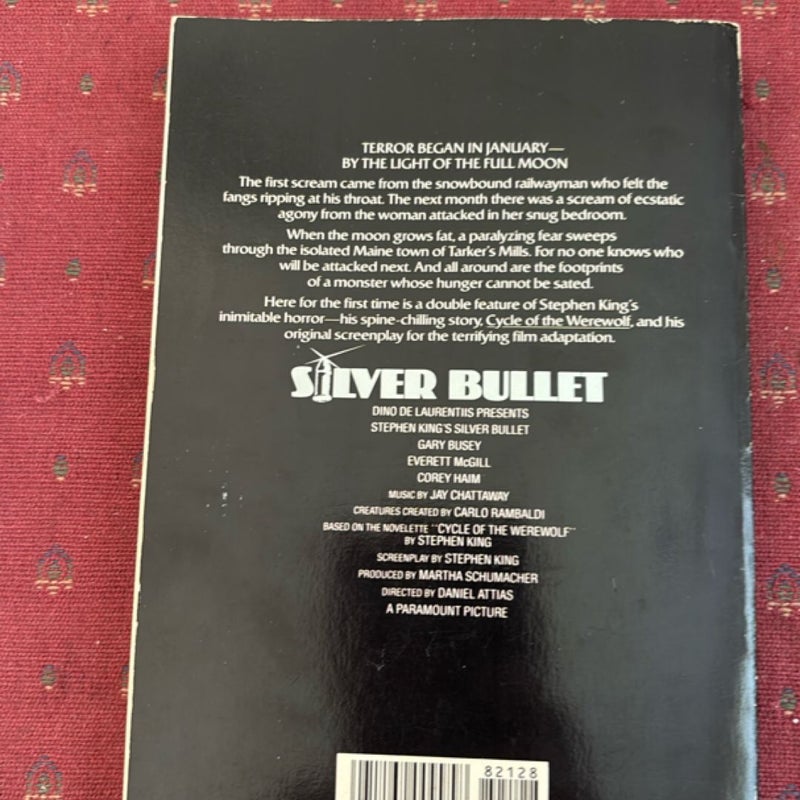 TERROR BEGAN IN JANUARY—
BY THE LIGHT OF THE FULL MOON
The first scream came from the snowbound railwayman who felt the
fangs ripping at his throat. The next month there was a scream of ecstatic
agony from the woman attacked in her snug bedroom.
When the moon grows fat, a paralyzing fear sweeps
through the isolated Maine town of Tarker's Mills. For no one knows who
will be attacked next. And all around are the footprints
of a monster whose hunger cannot be sated.
Here for the first time is a double feature of Stephen King's
inimitable horror—his spine-chilling story, Cycle of the Werewolf, and his
original screenplay for the terrifying film adaptation.
SILVER BULLET
DINO DE LAURENTIIS PRESENTS
STEPHEN KING'S SILVER BULLET
GARY BUSEY
EVERETT McGILL
COREY HAIM
MUSIC BY JAY CHATTAWAY
CREATURES CREATED BY CARLO RAMBALDI
BASED ON THE NOVELETTE "CYCLE OF THE WEREWOLF"
BY STEPHEN KING
SCREENPLAY BY STEPHEN KING
PRODUCED BY MARTHA SCHUMACHER
DIRECTED BY DANIEL ATTIAS
A PARAMOUNT PICTURE
82128